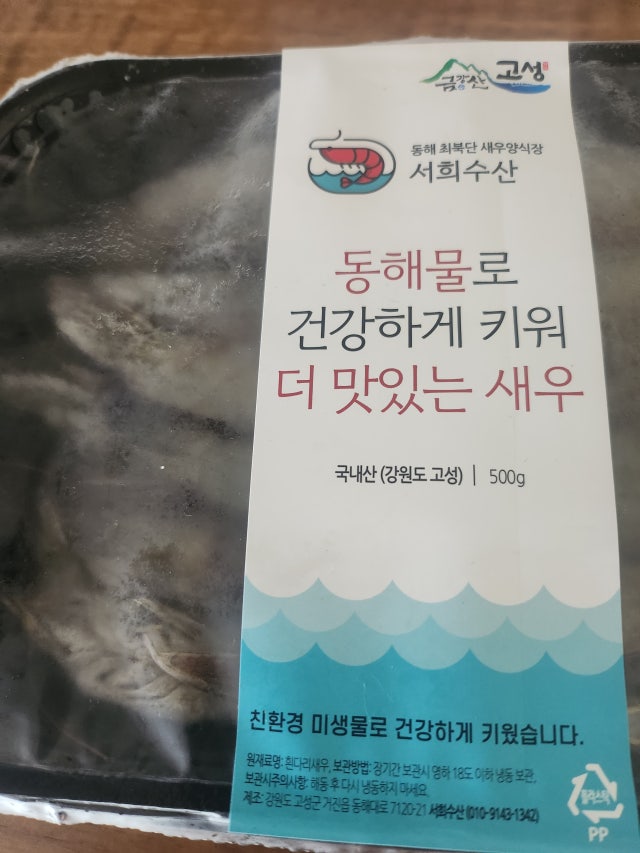 금강산 고성
동해 최북단 새우양식장
서희수산
동해물로
건강하게 키워
더 맛있는 새우
국내산 (강원도 고성) | 500g
친환경 미생물로 건강하게 키웠습니다.
원재료명: 흰다리새우, 보관방법: 장기간 보관시 영하 18도 이하 냉동 보관,
보관시주의사항: 해동 후 다시 냉동하지 마세요.
제조: 강원도 고성군 거진읍 동해대로 7120-21 서희수산 (010-9143-1342)
플라스틱
PP